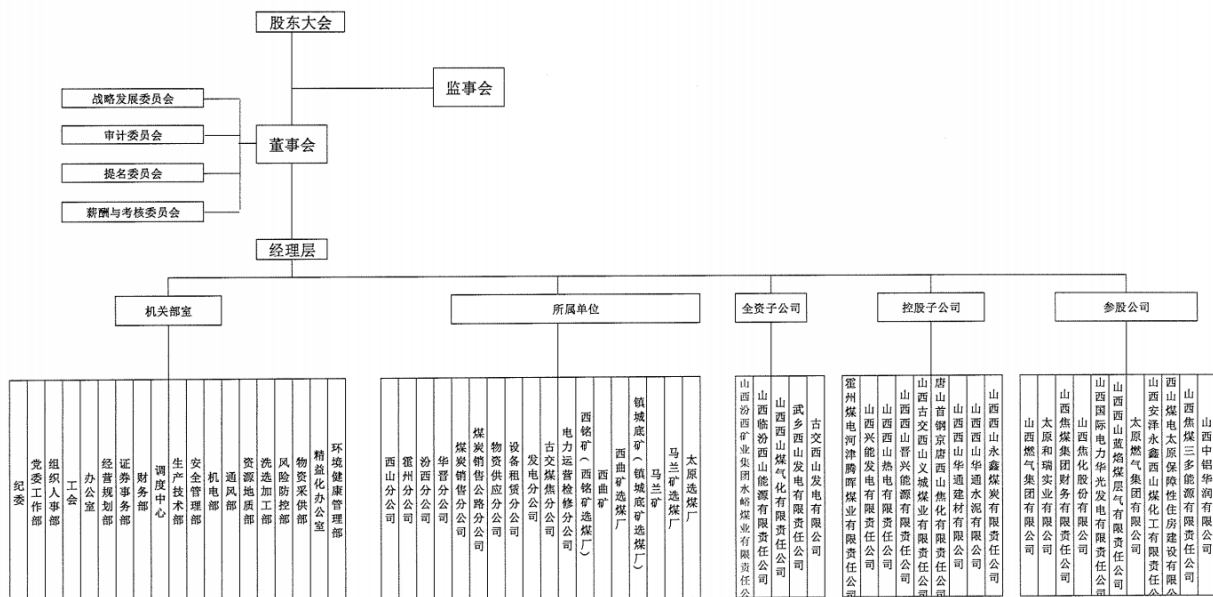 股东大会
监事会
战略发展委员会
审计委员会
董事会
提名委员会
薪酬与考核委员会
经理层
机关部室
所属单位
全资子公司
控股子公司
参股公司
纪委
党委工作部
组织人事部
工会
办公室
经营规划部
证券事务部
财务部
调度中心
生产技术部
安全管理部
机电部
通风部
资源地质部
洗选加工部
风险防控部
物资采供部
精益化办公室
环境健康管理部
西山分公司
霍州分公司
汾西分公司
华晋分公司
煤炭销售分公司
煤炭销售公路分公司
物资供应分公司
设备租赁分公司
发电分公司
古交煤焦分公司
电力运营检修分公司
西铭矿（西铭矿选煤厂）
西曲矿
西曲矿选煤厂
镇城底矿（镇城底矿选煤厂）
马兰矿
马兰矿选煤厂
太原选煤厂
山西汾西矿业集团水峪煤业有限责任公
山西临汾西山能源有限责任公司
山西西山煤气化有限责任公司
武乡西山发电有限责任公司
古交西山发电有限公司
霍州煤电河津腾晖煤业有限责任公司
山西兴能发电有限责任公司
山西西山热电有限责任公司
山西西山晋兴能源有限责任公司
山西古交西山义城煤业有限责任公司
唐山首钢京唐西山焦化有限责任公司
山西西山华通建材有限公司
山西西山华通水泥有限公司
山西西山永鑫煤炭有限责任公司
山西燃气集团有限公司
太原和瑞实业有限公司
山西焦煤集团财务有限责任公司
山西焦化股份有限公司
山西国际电力华光发电有限责任公司
山西西山蓝焰煤层气有限责任公司
太原燃气集团有限公司
山西安泽永鑫西山煤化工有限责任公
西山煤电太原保障性住房建设有限公
山西焦煤三多能源有限公司
山西中铝华润有限公司